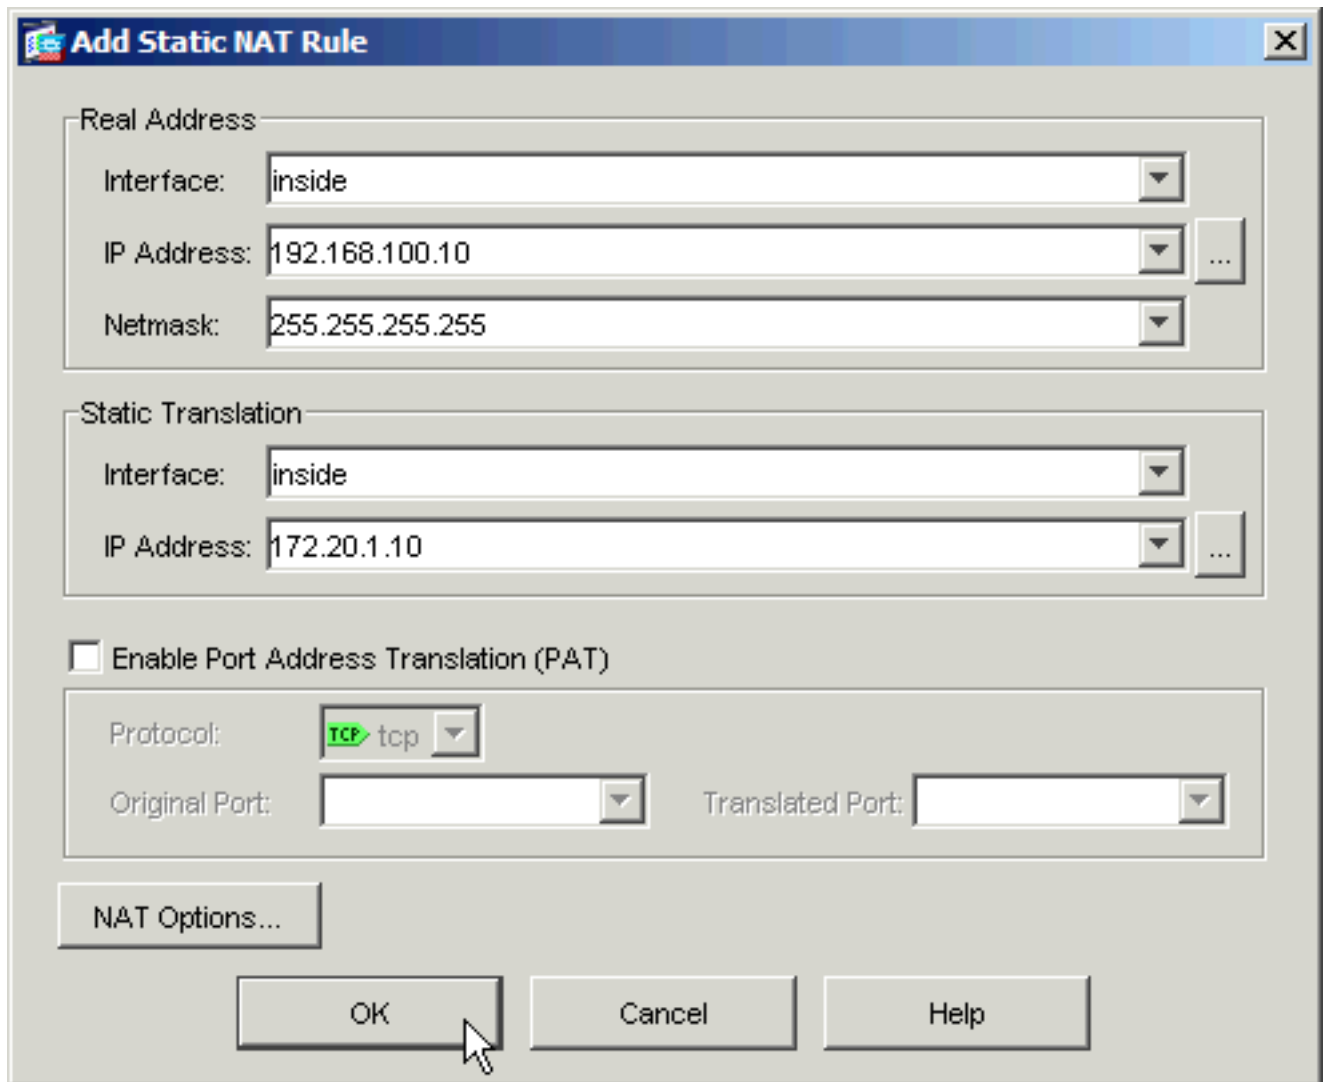 Add Static NAT Rule
Real Address
Interface: inside
IP Address: 192.168.100.10 ...
Netmask: 255.255.255.255
Static Translation
Interface: inside
IP Address: 172.20.1.10 ...
Enable Port Address Translation (PAT)
Protocol: TCP tcp
Original Port: Translated Port:
NAT Options...
OK Cancel Help